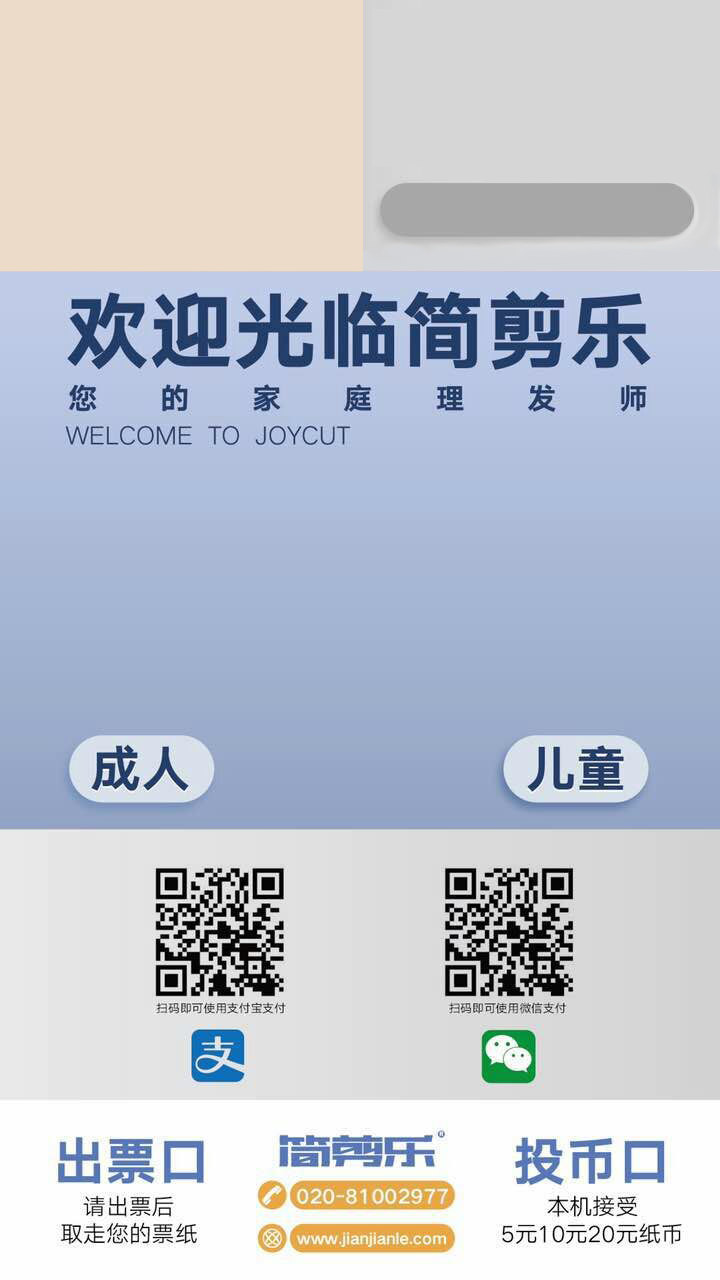 欢迎光临简剪乐
您的家庭理发师
WELCOME TO JOYCUT
成人
儿童
扫码即可使用支付宝支付
扫码即可使用微信支付
支
出票口
请出票后
取走您的票纸
简剪乐®
020-81002977
www.jianjianle.com
投币口
本机接受
5元10元20元纸币